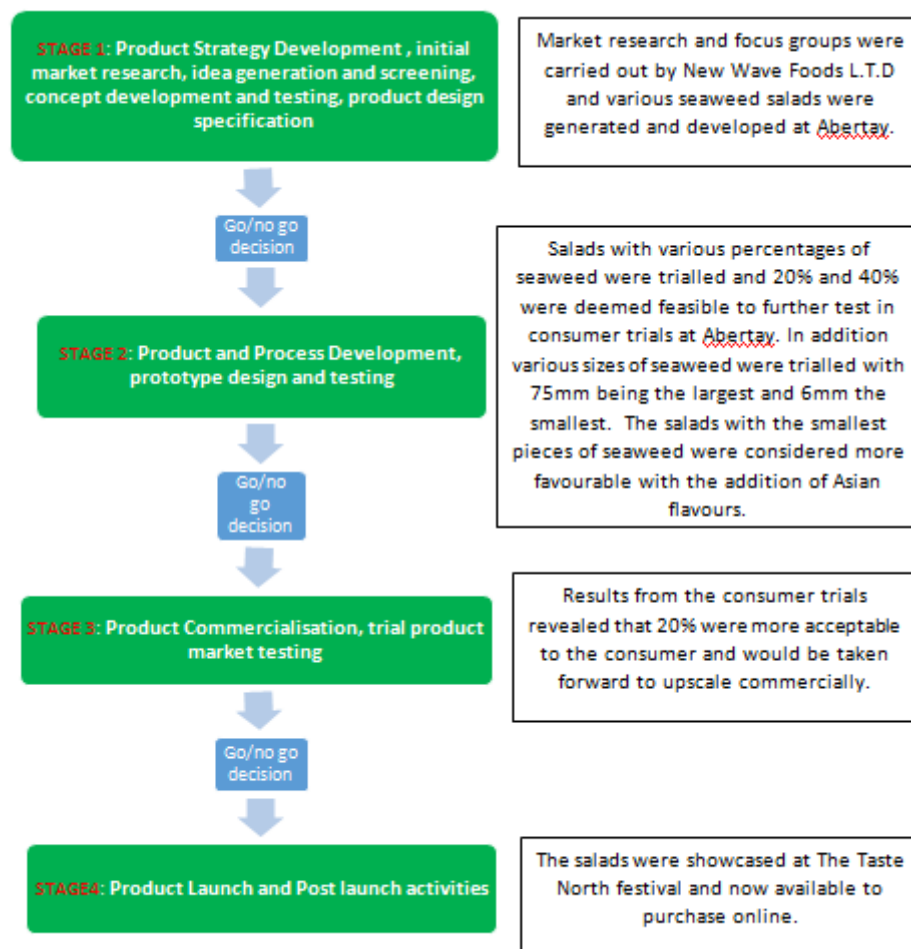 STAGE 1: Product Strategy Development , initial
market research, idea generation and screening,
concept development and testing, product design
specification
Market research and focus groups were
carried out by New Wave Foods L.T.D
and various seaweed salads were
generated and developed at Abertay.
Go/no go
decision
Salads with various percentages of
seaweed were trialled and 20% and 40%
were deemed feasible to further test in
consumer trials at Abertay. In addition
various sizes of seaweed were trialled with
75mm being the largest and 6mm the
smallest. The salads with the smallest
pieces of seaweed were considered more
favourable with the addition of Asian
flavours.
STAGE 2: Product and Process Development,
prototype design and testing
Go/no
go
decision
STAGE 3: Product Commercialisation, trial product
market testing
Results from the consumer trials
revealed that 20% were more acceptable
to the consumer and would be taken
forward to upscale commercially.
Go/no go
decision
STAGE4: Product Launch and Post launch activities
The salads were showcased at The Taste
North festival and now available to
purchase online.